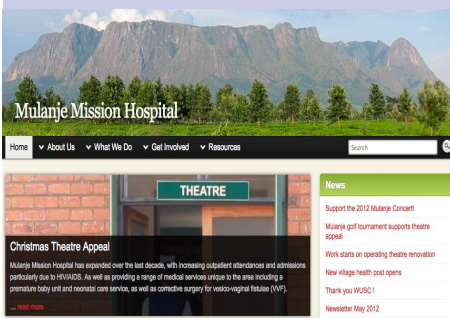 Mulanje Mission Hospital
Home About Us What We Do Get Involved Resources Search
THEATRE
Christmas Theatre Appeal
Mulanje Mission Hospital has expanded over the last decade, with increasing outpatient attendances and admissions
particularly due to HIV/AIDS. As well as providing a range of medical services unique to the area including a
premature baby unit and neonatal care service, as well as corrective surgery for vesico-vaginal fistulae (VVF).
... read more
News
Support the 2012 Mulanje Concert!
Mulanje golf tournament supports theatre
appeal
Work starts on operating theatre renovation
New village health post opens
Thank you WUSC !
Newsletter May 2012